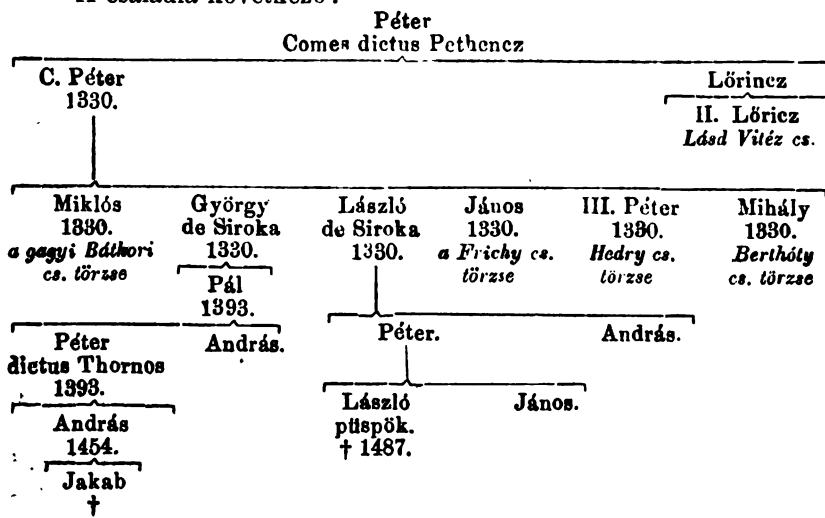 A családfa következő:
Péter
Comes dictus Pethencz
C. Péter
1330.
Lőrincz
II. Lőricz
Lásd Vitéz cs.
Miklós
1330.
a gagyi Báthori
cs. törzse
György
de Siroka
1330.
Pál
1393.
László
de Siroka
1330.
János
1330.
a Frichy cs.
törzse
III. Péter
1330.
Hedry cs.
törzse
Mihály
1330.
Berthóty
cs. törzse
Péter
dictus Thornos
1393.
András.
Péter.
András.
András
1454.
László
püspök.
† 1487.
János.
Jakab
†